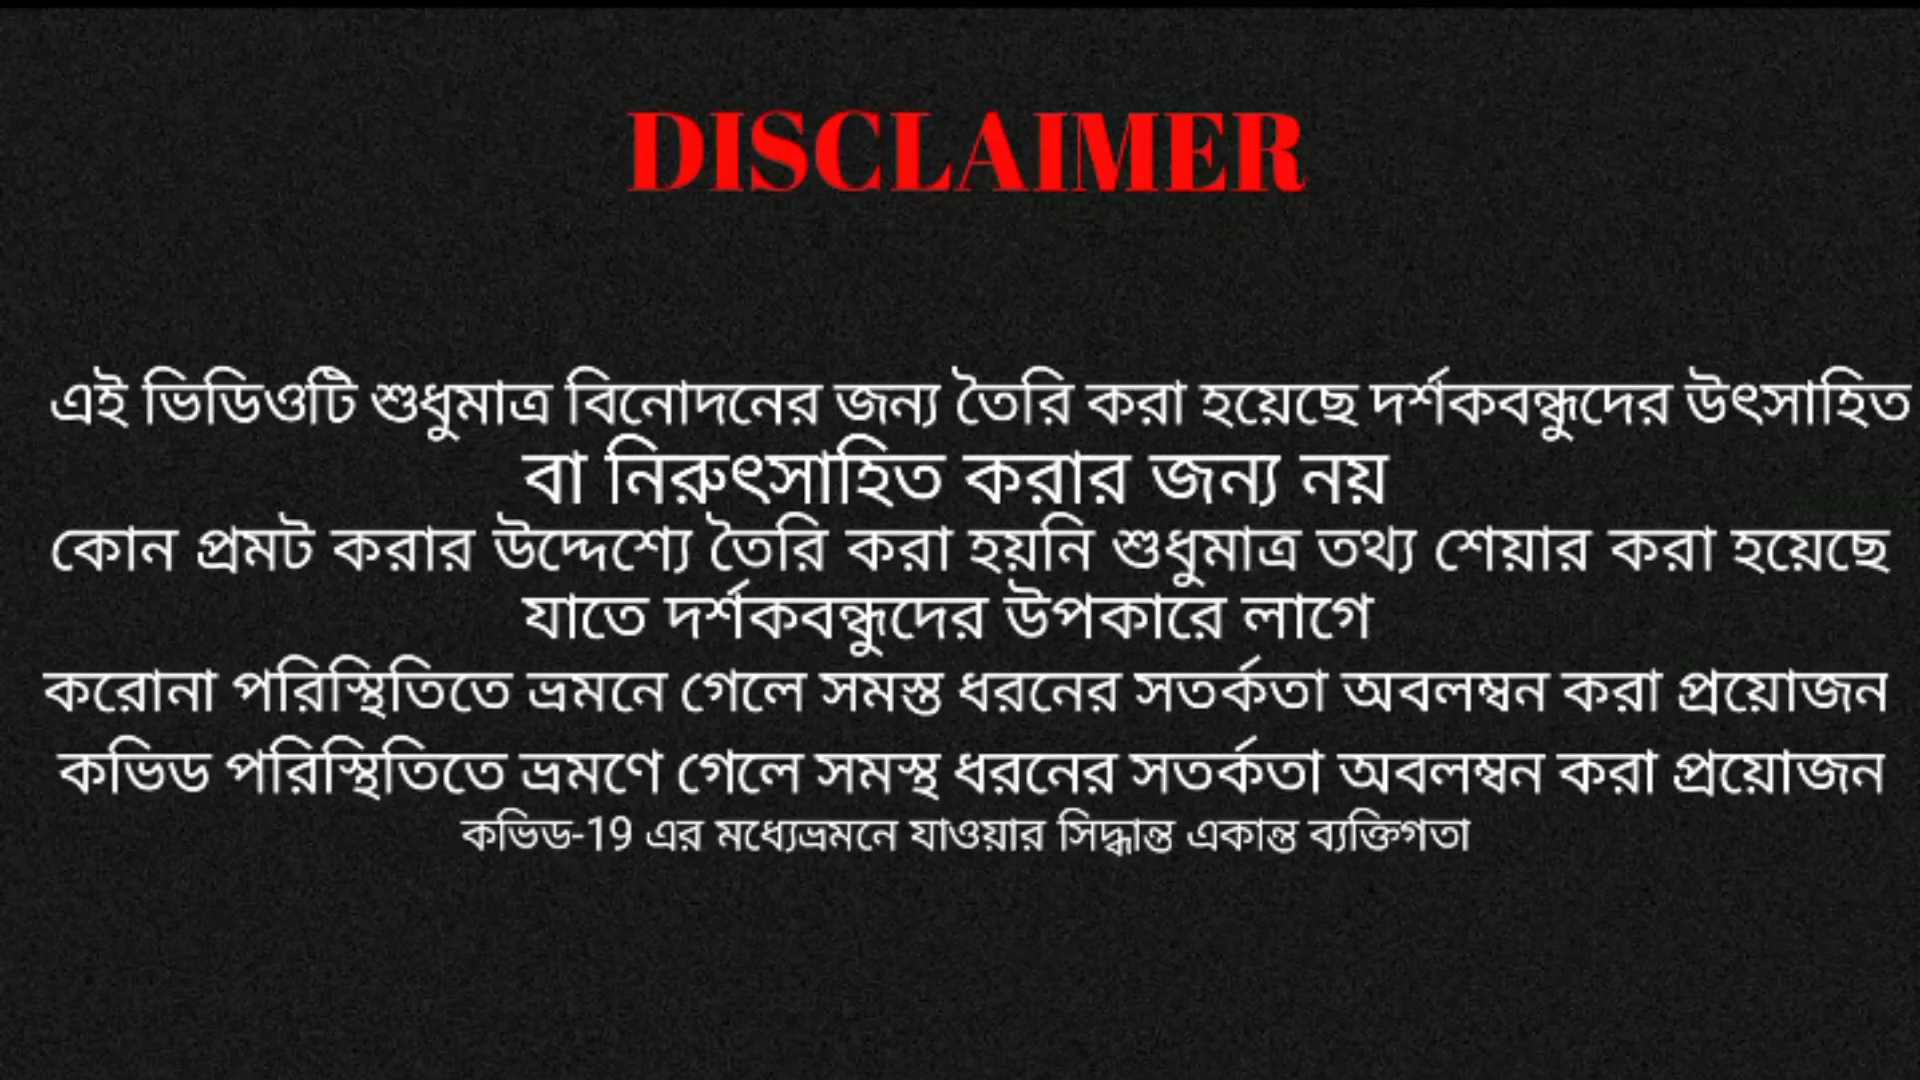 DISCLAIMER
এই ভিডিওটি শুধুমাত্র বিনোদনের জন্য তৈরি করা হয়েছে দর্শকবন্ধুদের উৎসাহিত
বা নিরুৎসাহিত করার জন্য নয়
কোন প্রমট করার উদ্দেশ্যে তৈরি করা হয়নি শুধুমাত্র তথ্য শেয়ার করা হয়েছে
যাতে দর্শকবন্ধুদের উপকারে লাগে
করোনা পরিস্থিতিতে ভ্রমনে গেলে সমস্ত ধরনের সতর্কতা অবলম্বন করা প্রয়োজন
কভিড পরিস্থিতিতে ভ্রমণে গেলে সমস্থ ধরনের সতর্কতা অবলম্বন করা প্রয়োজন
কভিড-19 এর মধ্যেভ্রমনে যাওয়ার সিদ্ধান্ত একান্ত ব্যক্তিগতা